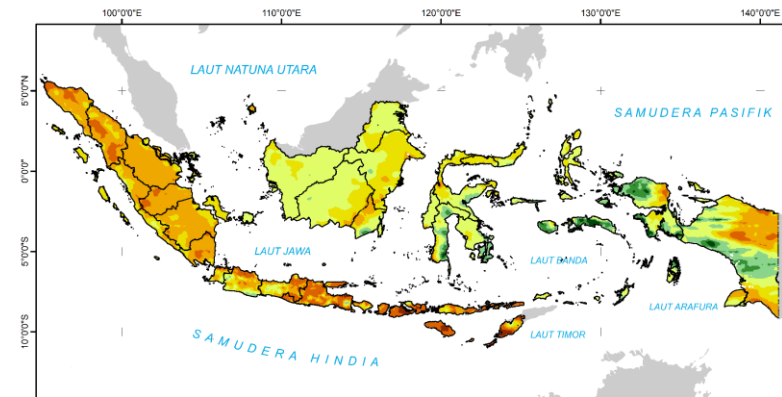 100°0'0"E 110°0'0"E 120°0'0"E 130°0'0"E 140°0'0"E
LAUT NATUNA UTARA
5°0'0"N
SAMUDERA PASIFIK
0°0'0"
LAUT JAWA
LAUT BANDA
5°0'0"S
LAUT ARAFURA
10°0'0"S
LAUT TIMOR
SAMUDERA HINDIA